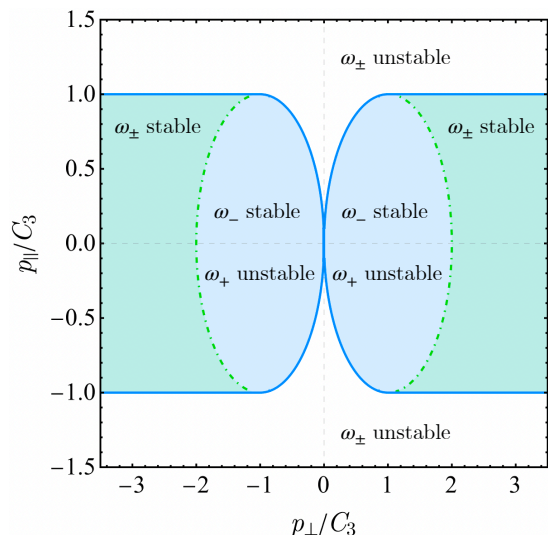 1.5
ω± unstable
1.0
ω± stable ω± stable
0.5
ω₋ stable ω₋ stable
0.0
ω₊ unstable ω₊ unstable
p∥/C₃
−0.5
−1.0
ω± unstable
−1.5
−3 −2 −1 0 1 2 3
p⊥/C₃